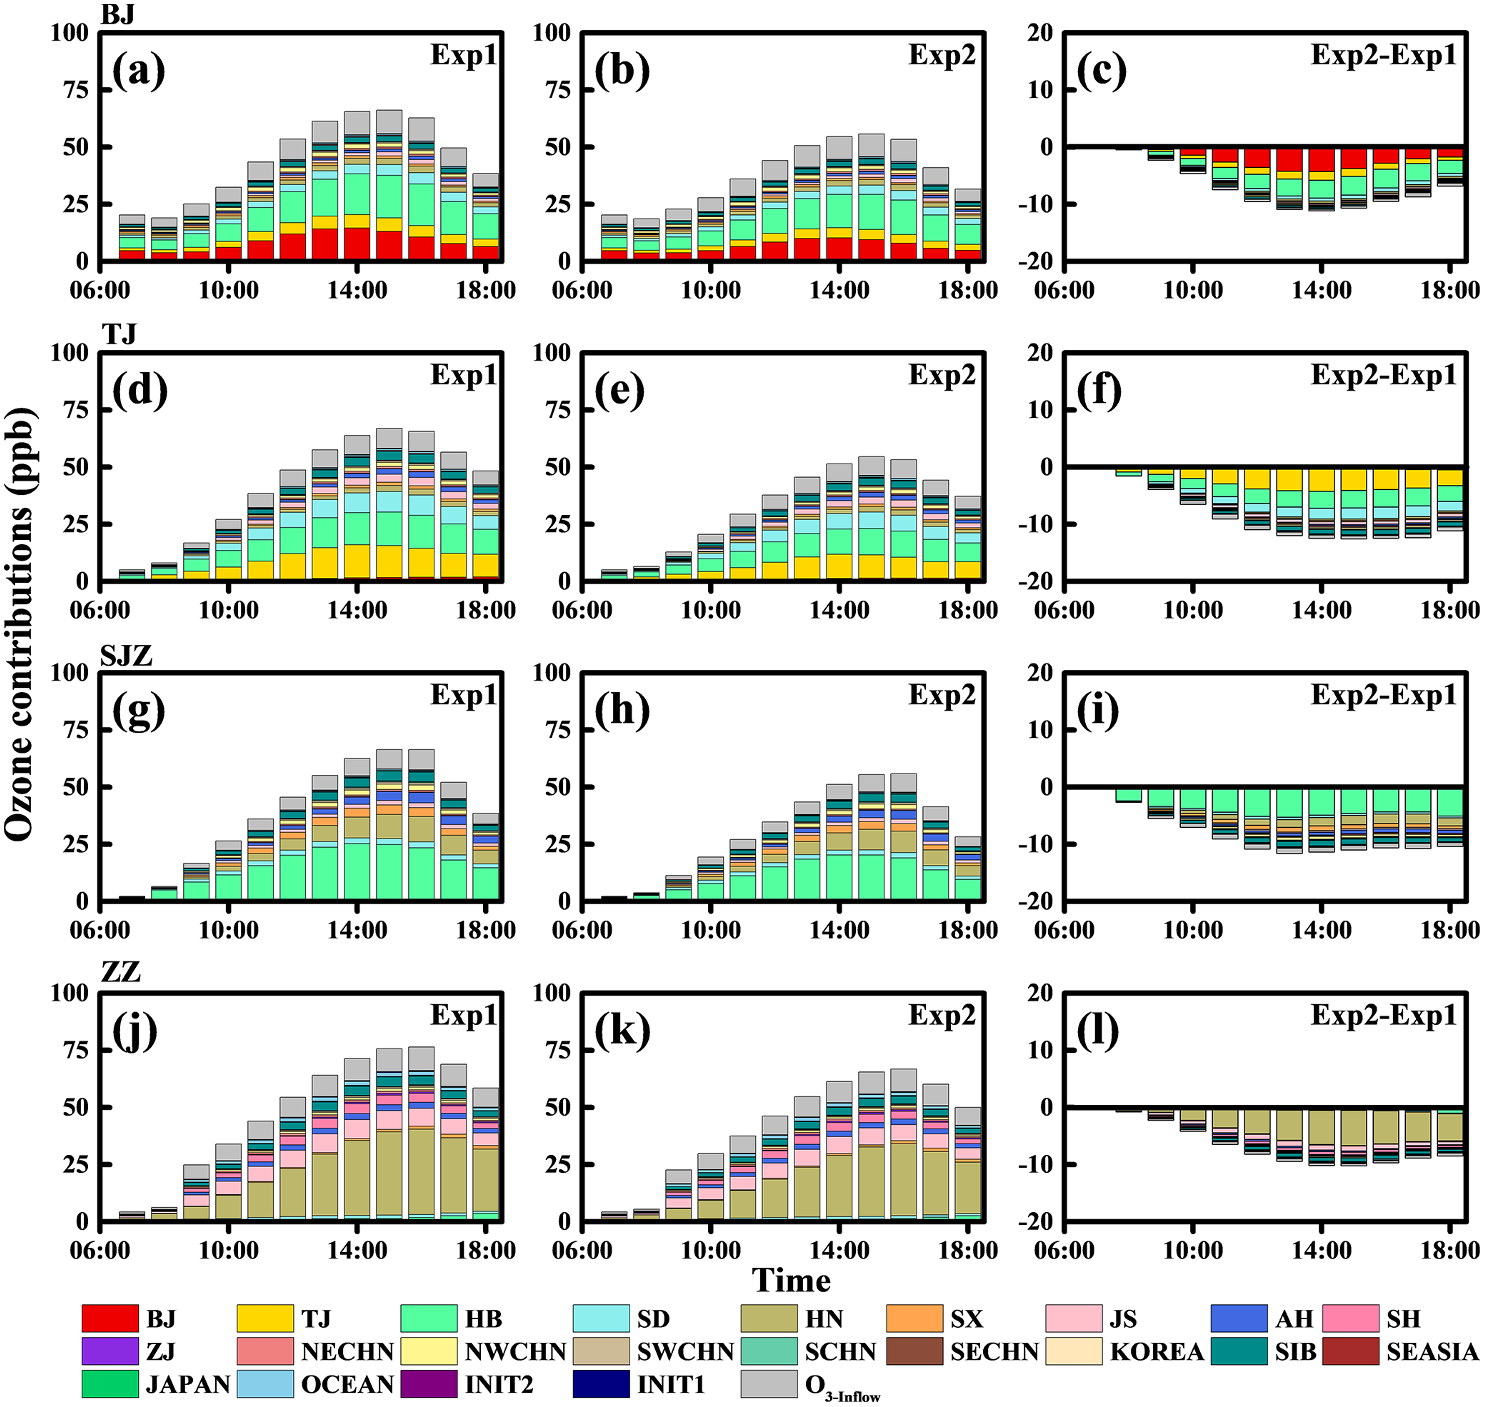 BJ
100 75 50 25 0
(a) Exp1
06:00 10:00 14:00 18:00
100 75 50 25 0
(b) Exp2
06:00 10:00 14:00 18:00
20 10 0 -10 -20
(c) Exp2-Exp1
06:00 10:00 14:00 18:00
TJ
100 75 50 25 0
(d) Exp1
06:00 10:00 14:00 18:00
100 75 50 25 0
(e) Exp2
06:00 10:00 14:00 18:00
20 10 0 -10 -20
(f) Exp2-Exp1
06:00 10:00 14:00 18:00
Ozone contributions (ppb)
SJZ
100 75 50 25 0
(g) Exp1
06:00 10:00 14:00 18:00
100 75 50 25 0
(h) Exp2
06:00 10:00 14:00 18:00
20 10 0 -10 -20
(i) Exp2-Exp1
06:00 10:00 14:00 18:00
ZZ
100 75 50 25 0
(j) Exp1
06:00 10:00 14:00 18:00
100 75 50 25 0
(k) Exp2
06:00 10:00 14:00 18:00
20 10 0 -10 -20
(l) Exp2-Exp1
06:00 10:00 14:00 18:00
Time
BJ TJ HB SD HN SX JS AH SH
ZJ NECHN NWCHN SWCHN SCHN SECHN KOREA SIB SEASIA
JAPAN OCEAN INIT2 INIT1 O3-Inflow